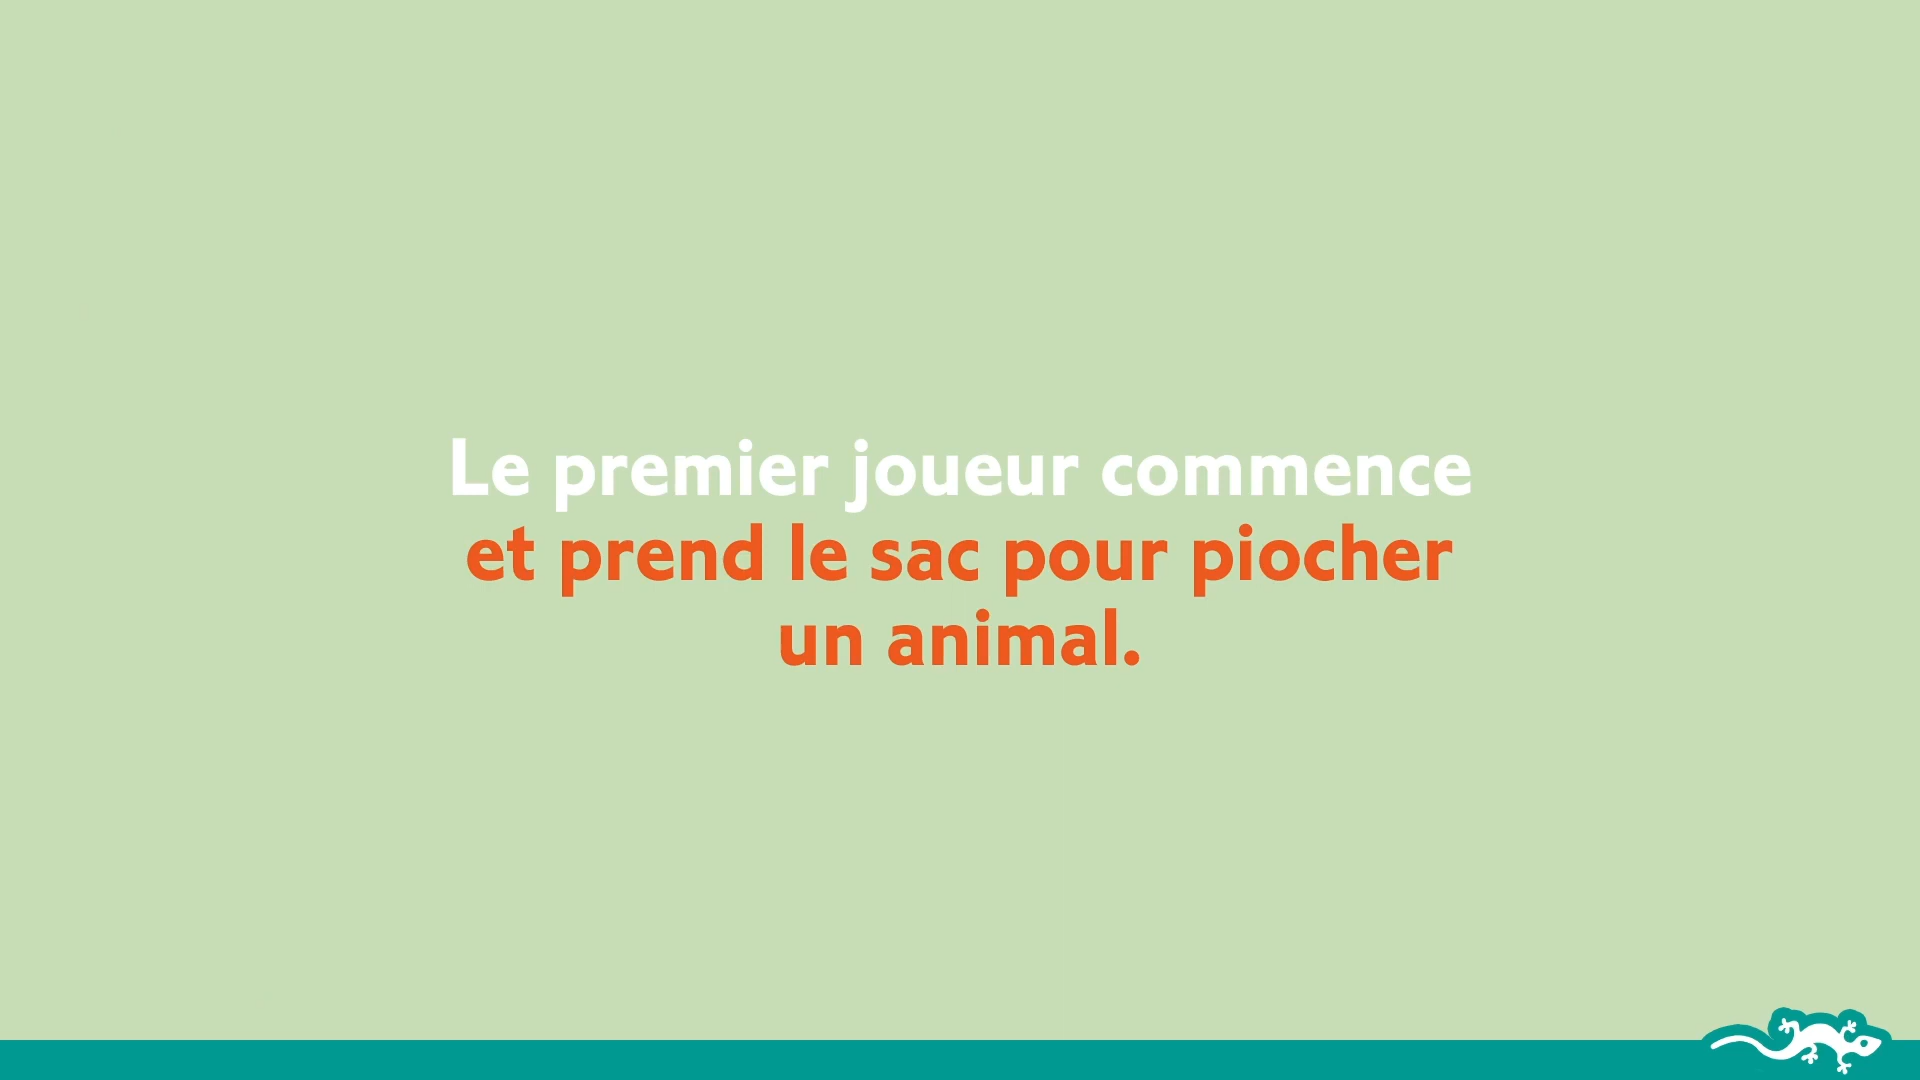 Le premier joueur commence
et prend le sac pour piocher
un animal.